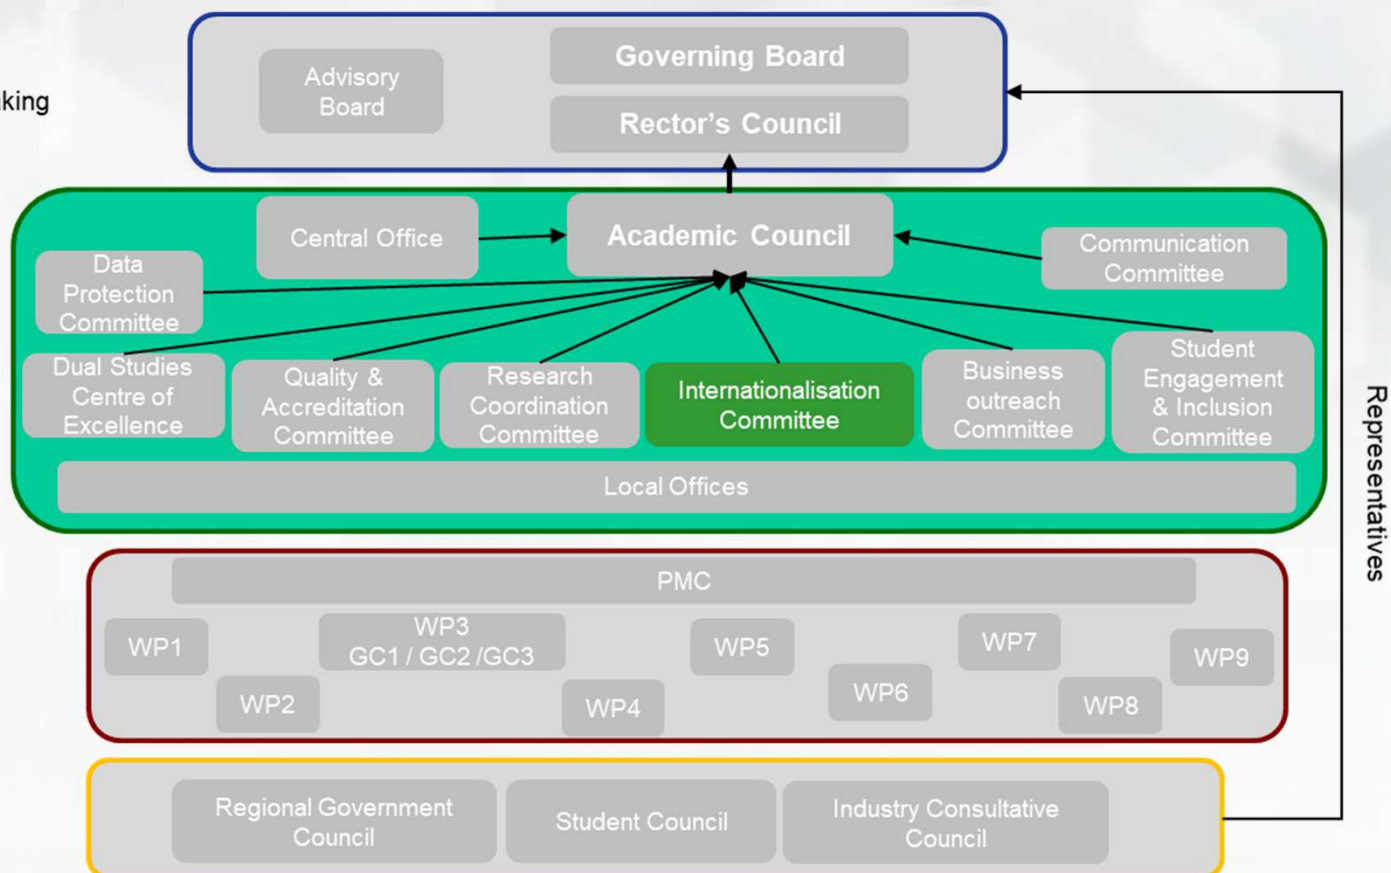 Advisory
Board
Governing Board
Rector's Council
Central Office
Academic Council
Communication
Committee
Data
Protection
Committee
Dual Studies
Centre of
Excellence
Quality &
Accreditation
Committee
Research
Coordination
Committee
Internationalisation
Committee
Business
outreach
Committee
Student
Engagement
& Inclusion
Committee
Local Offices
Representatives
PMC
WP1
WP2
WP3
GC1 / GC2 /GC3
WP4
WP5
WP6
WP7
WP8
WP9
Regional Government
Council
Student Council
Industry Consultative
Council